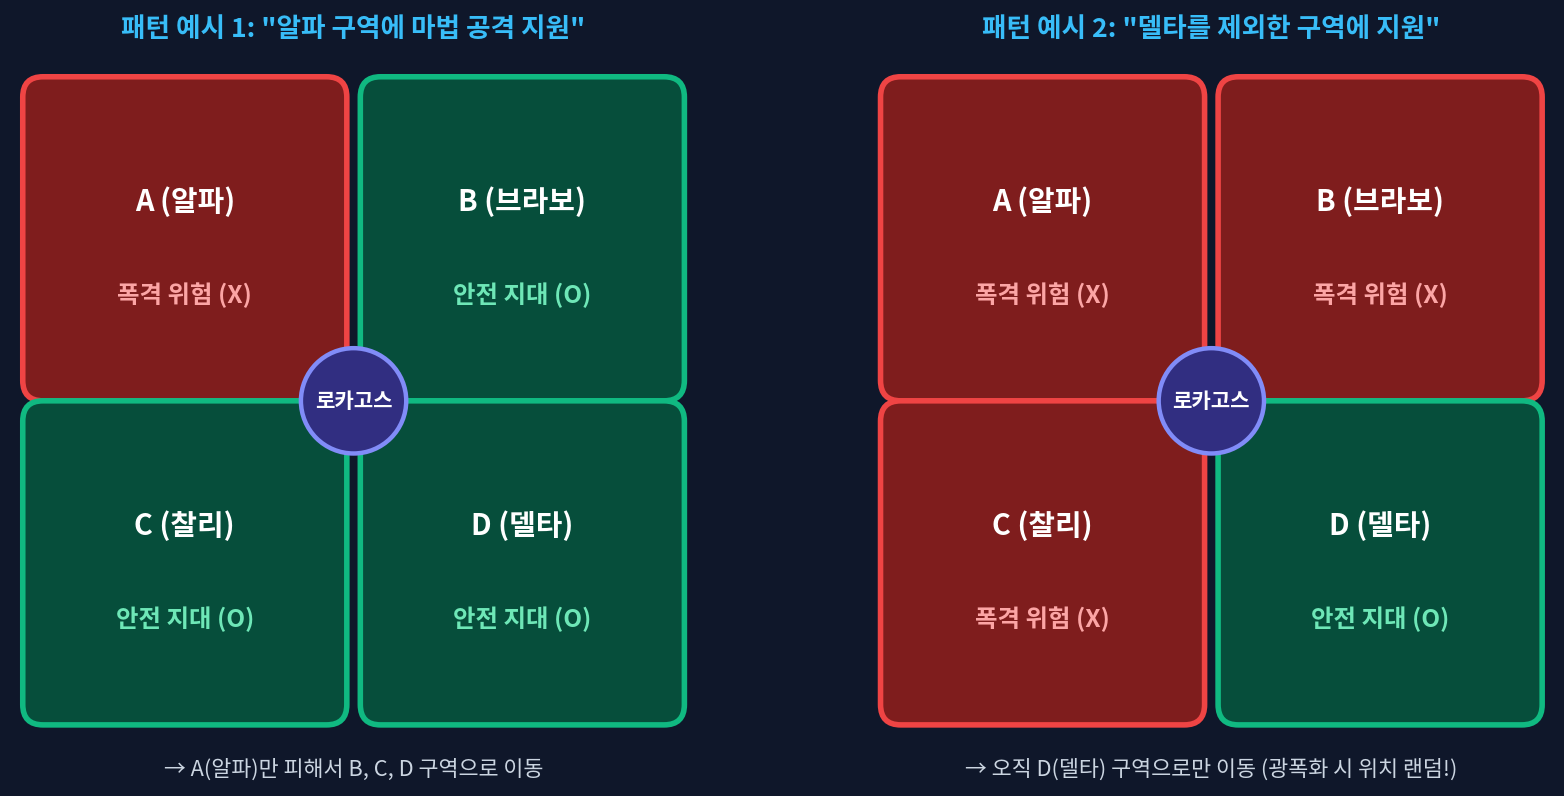 패턴 예시 1: "알파 구역에 마법 공격 지원"
A (알파)
B (브라보)
폭격 위험 (X)
안전 지대 (O)
로카고스
C (찰리)
D (델타)
안전 지대 (O)
안전 지대 (O)
→ A(알파)만 피해서 B, C, D 구역으로 이동
패턴 예시 2: "델타를 제외한 구역에 지원"
A (알파)
B (브라보)
폭격 위험 (X)
폭격 위험 (X)
로카고스
C (찰리)
D (델타)
폭격 위험 (X)
안전 지대 (O)
→ 오직 D(델타) 구역으로만 이동 (광폭화 시 위치 랜덤!)